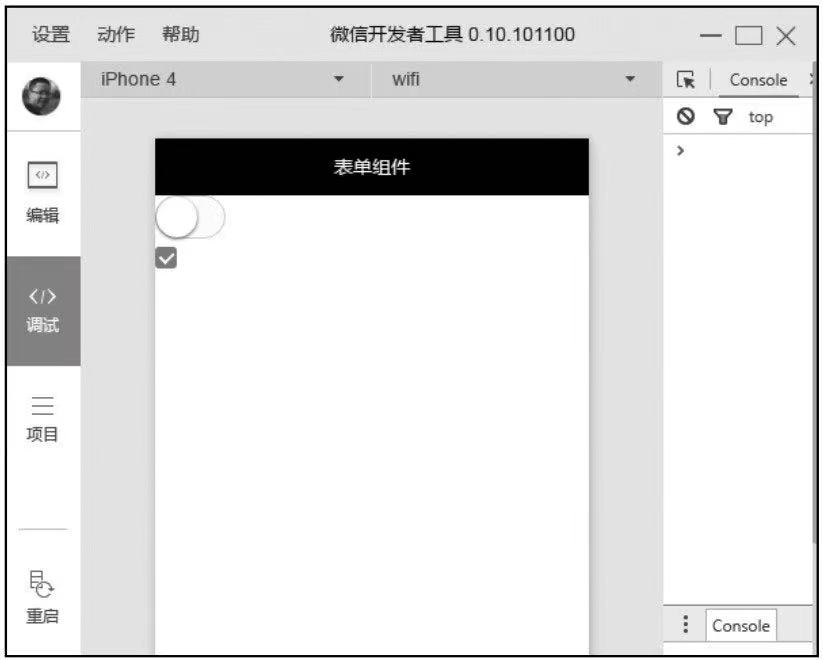 设置 动作 帮助 微信开发者工具 0.10.101100
iPhone 4 wifi Console
top
表单组件
编辑
调试
项目
重启
Console